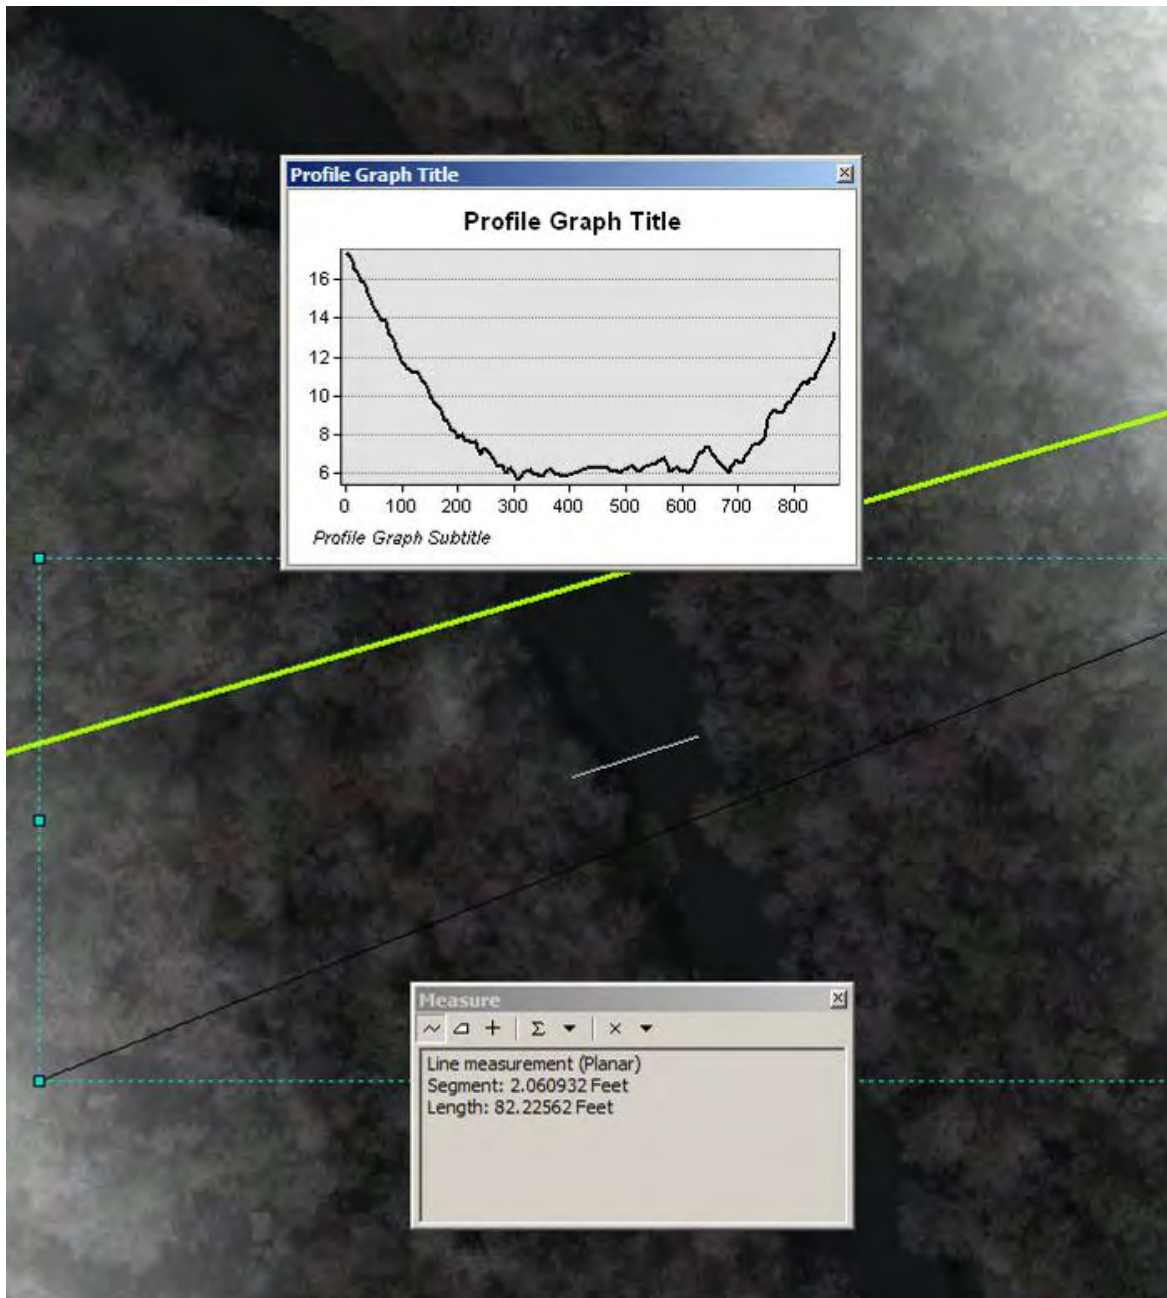 Profile Graph Title
Profile Graph Title
16
14
12
10
8
6
0 100 200 300 400 500 600 700 800
Profile Graph Subtitle
Measure
Line measurement (Planar)
Segment: 2.060932 Feet
Length: 82.22562 Feet